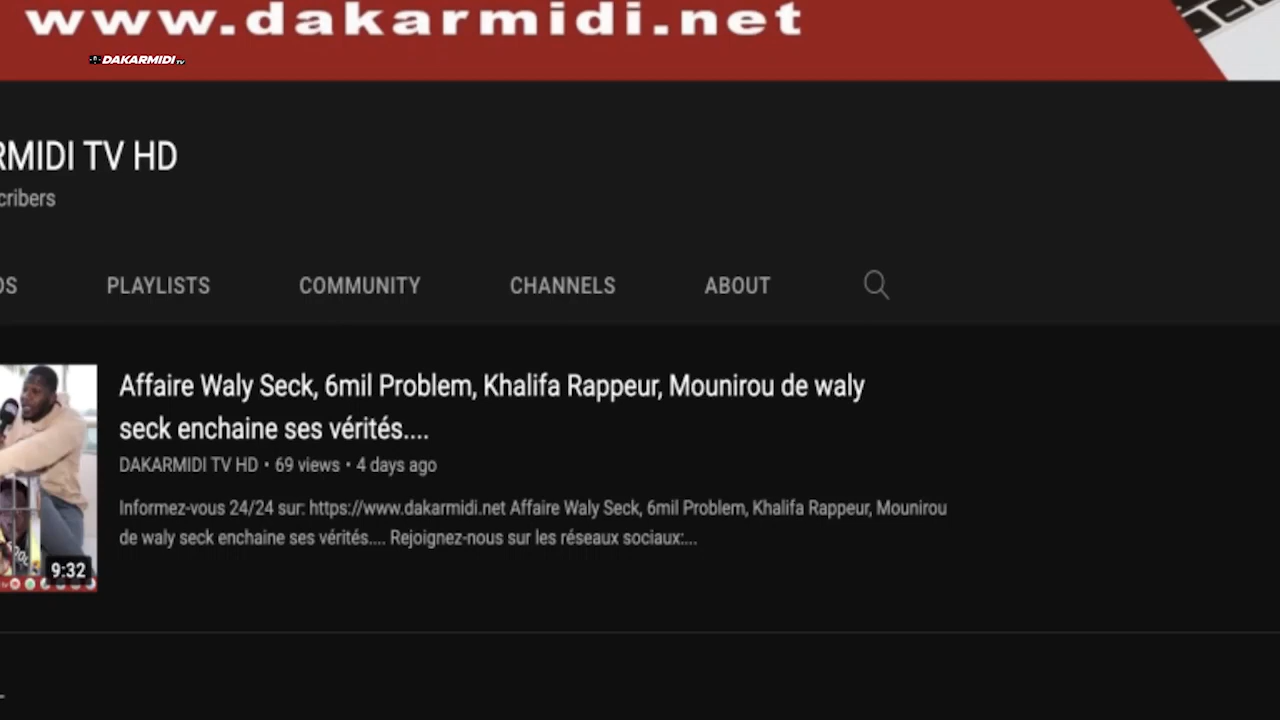 www.dakarmidi.net
DAKARMIDI TV
RMIDI TV HD
cribers
OS PLAYLISTS COMMUNITY CHANNELS ABOUT
Affaire Waly Seck, 6mil Problem, Khalifa Rappeur, Mounirou de waly
seck enchaine ses vérités....
DAKARMIDI TV HD • 69 views • 4 days ago
Informez-vous 24/24 sur: https://www.dakarmidi.net Affaire Waly Seck, 6mil Problem, Khalifa Rappeur, Mounirou
de waly seck enchaine ses vérités.... Rejoignez-nous sur les réseaux sociaux:...
9:32